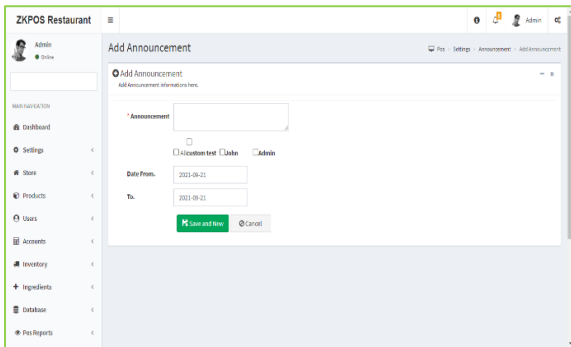 ZKPOS Restaurant
Admin
Admin
Online
Add Announcement
Pos - Settings - Announcement - Add Announcement
Add Announcement
Add Announcement informations here.
MAIN NAVIGATION
Dashboard
Settings
Store
Products
Users
Accounts
Inventory
Ingredients
Database
Pos Reports
* Announcement
All custom test John Admin
Date From.
2021-09-21
To.
2021-09-21
Save and New
Cancel